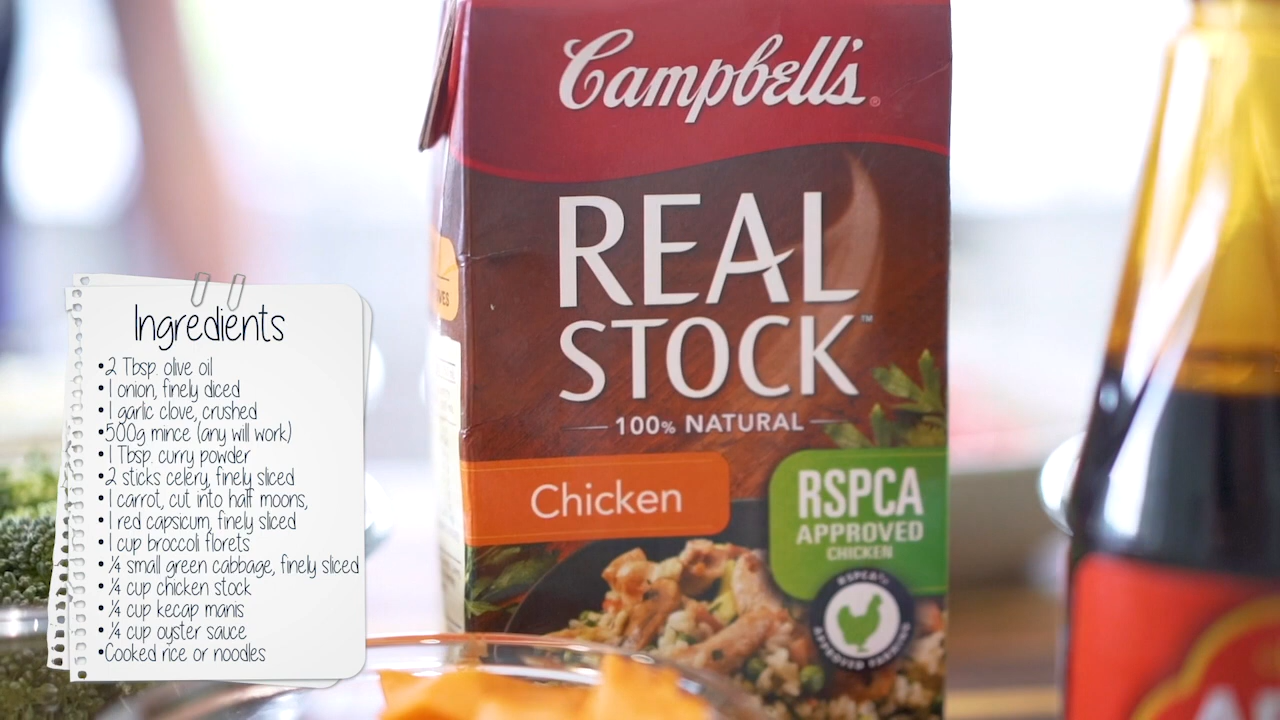 Ingredients
•2 Tbsp. olive oil
•1 onion, finely diced
•1 garlic clove, crushed
•500g mince (any will work)
•1 Tbsp. curry powder
•2 sticks celery, finely sliced
•1 carrot, cut into half moons,
•1 red capsicum, finely sliced
•1 cup broccoli florets
•¼ small green cabbage, finely sliced
•¼ cup chicken stock
•¼ cup kecap manis
•¼ cup oyster sauce
•Cooked rice or noodles
Campbell's®
REAL
STOCK™
100% NATURAL
Chicken
RSPCA
APPROVED
CHICKEN